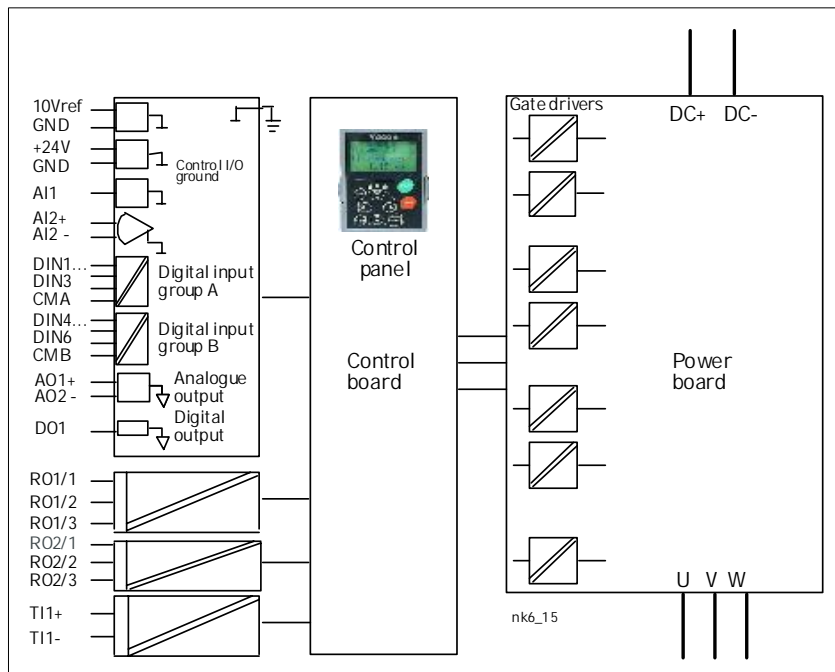 10Vref
GND
+24V
GND
Control I/O
ground
AI1
AI2+
AI2 -
DIN1...
DIN3
CMA
Digital input
group A
DIN4...
DIN6
CMB
Digital input
group B
AO1+
AO2 -
Analogue
output
DO1
Digital
output
RO1/1
RO1/2
RO1/3
RO2/1
RO2/2
RO2/3
TI1+
TI1-
Control
panel
Control
board
Gate drivers
DC+ DC-
Power
board
U V W
nk6_15